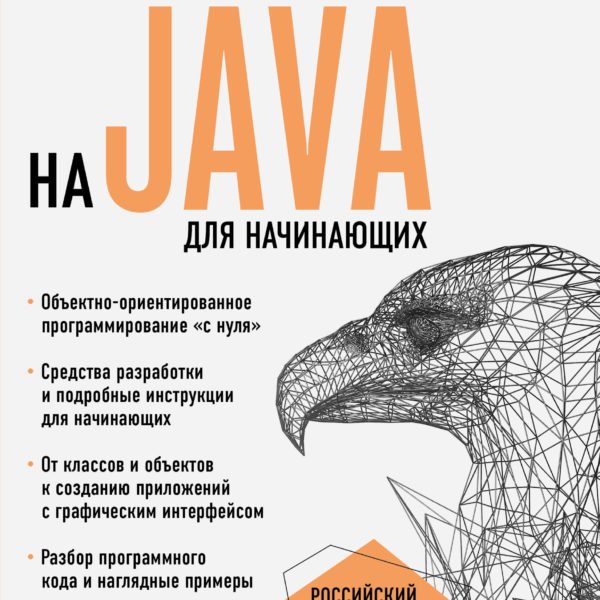 НА JAVA
ДЛЯ НАЧИНАЮЩИХ
• Объектно-ориентированное
программирование «с нуля»
• Средства разработки
и подробные инструкции
для начинающих
• От классов и объектов
к созданию приложений
с графическим интерфейсом
• Разбор программного
кода и наглядные примеры
РОССИЙСКИЙ